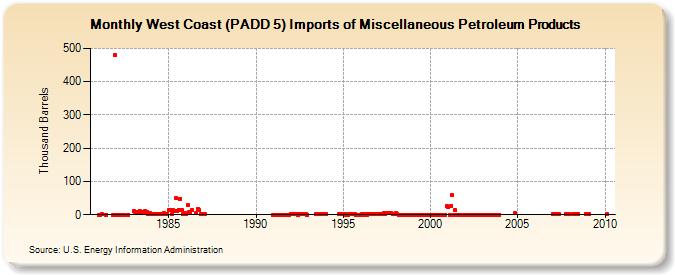 Monthly West Coast (PADD 5) Imports of Miscellaneous Petroleum Products
Thousand Barrels
500
400
300
200
100
0
1985 1990 1995 2000 2005 2010
Source: U.S. Energy Information Administration